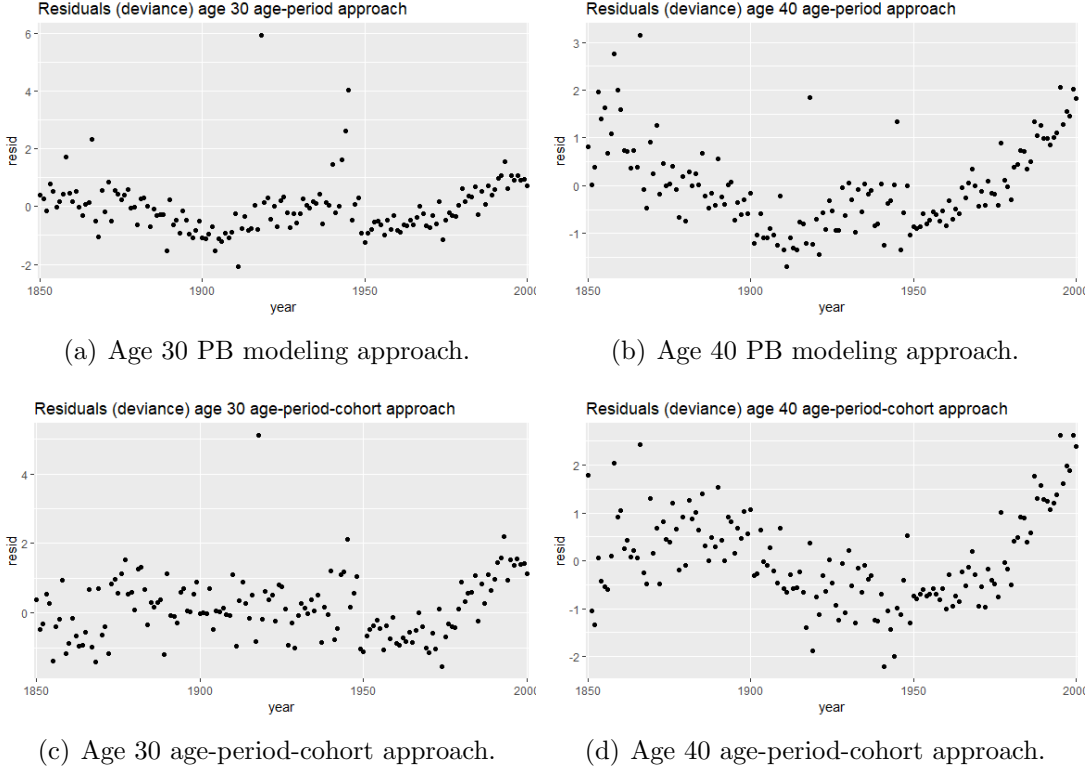 Residuals (deviance) age 30 age-period approach
6
4
2
0
-2
resid
1850
1900
1950
2000
year
(a) Age 30 PB modeling approach.
Residuals (deviance) age 40 age-period approach
3
2
1
0
-1
resid
1850
1900
1950
2000
year
(b) Age 40 PB modeling approach.
Residuals (deviance) age 30 age-period-cohort approach
4
2
0
resid
1850
1900
1950
2000
year
(c) Age 30 age-period-cohort approach.
Residuals (deviance) age 40 age-period-cohort approach
2
1
0
-1
-2
resid
1850
1900
1950
2000
year
(d) Age 40 age-period-cohort approach.